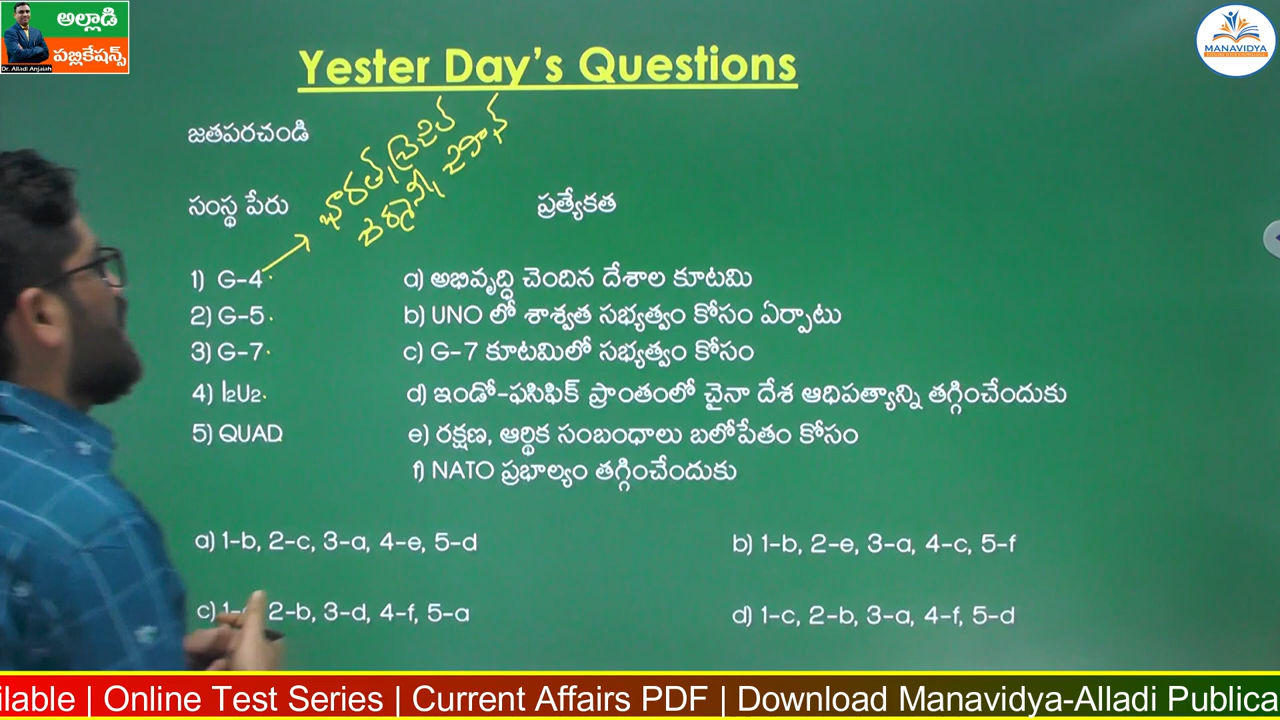 అల్లాడి
పబ్లికేషన్స్
Dr. Alladi Anjaiah
MANAVIDYA
Yester Day's Questions
జతపరచండి
భారత్, బ్రెజిల్
జర్మనీ, జపాన్
సంస్థ పేరు ప్రత్యేకత
1) G-4 a) అభివృద్ధి చెందిన దేశాల కూటమి
2) G-5 b) UNO లో శాశ్వత సభ్యత్వం కోసం ఏర్పాటు
3) G-7 c) G-7 కూటమిలో సభ్యత్వం కోసం
4) I2U2 d) ఇండో-ఫసిఫిక్ ప్రాంతంలో చైనా దేశ ఆధిపత్యాన్ని తగ్గించేందుకు
5) QUAD e) రక్షణ, ఆర్థిక సంబంధాలు బలోపేతం కోసం
f) NATO ప్రభాల్యం తగ్గించేందుకు
a) 1-b, 2-c, 3-a, 4-e, 5-d b) 1-b, 2-e, 3-a, 4-c, 5-f
c) 2-b, 3-d, 4-f, 5-a d) 1-c, 2-b, 3-a, 4-f, 5-d
ilable | Online Test Series | Current Affairs PDF | Download Manavidya-Alladi Publica